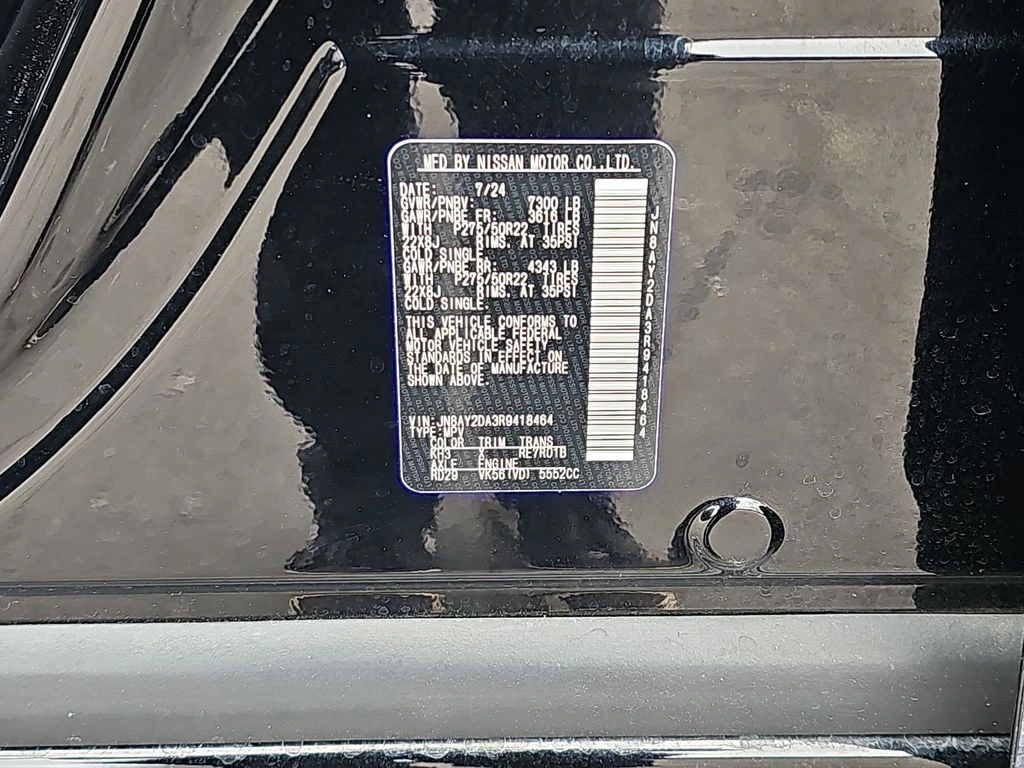 MFD BY NISSAN MOTOR CO.,LTD.
DATE: 7/24
GVWR/PNBV: 7300 LB
GAWR/PNBE FR: 3616 LB
WITH P275/50R22 TIRES
22X8J RIMS. AT 35PSI
COLD SINGLE.
GAWR/PNBE RR: 4343 LB
WITH P275/50R22 TIRES
22X8J RIMS. AT 35PSI
COLD SINGLE.
THIS VEHICLE CONFORMS TO
ALL APPLICABLE FEDERAL
MOTOR VEHICLE SAFETY
STANDARDS IN EFFECT ON
THE DATE OF MANUFACTURE
SHOWN ABOVE.
VIN:JN8AY2DA3R9418464
TYPE:MPV
COLOR TRIM TRANS
KH3 X RE7R01B
AXLE ENGINE
RD29 VK56(VD) 5552CC
JN8AY2DA3R9418464